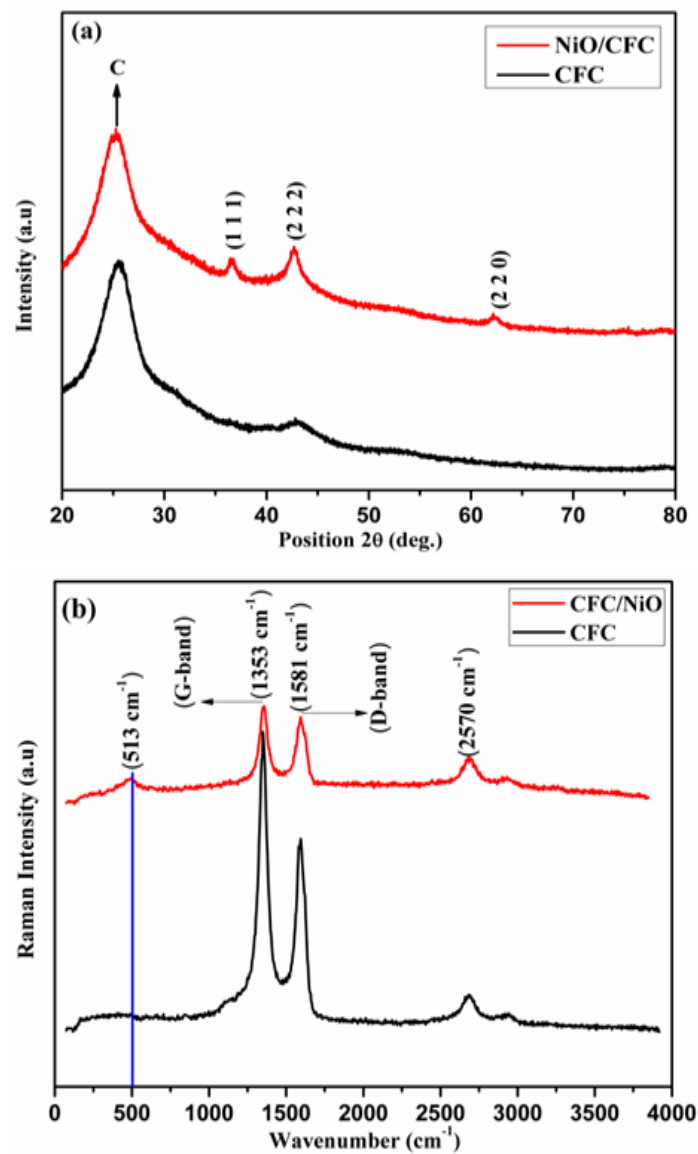 (a)
NiO/CFC
CFC
C
(1 1 1)
(2 2 2)
(2 2 0)
Intensity (a.u)
20 30 40 50 60 70 80
Position 2θ (deg.)
(b)
CFC/NiO
CFC
(513 cm⁻¹)
(G-band)
(1353 cm⁻¹)
(1581 cm⁻¹)
(D-band)
(2570 cm⁻¹)
Raman Intensity (a.u)
0 500 1000 1500 2000 2500 3000 3500 4000
Wavenumber (cm⁻¹)